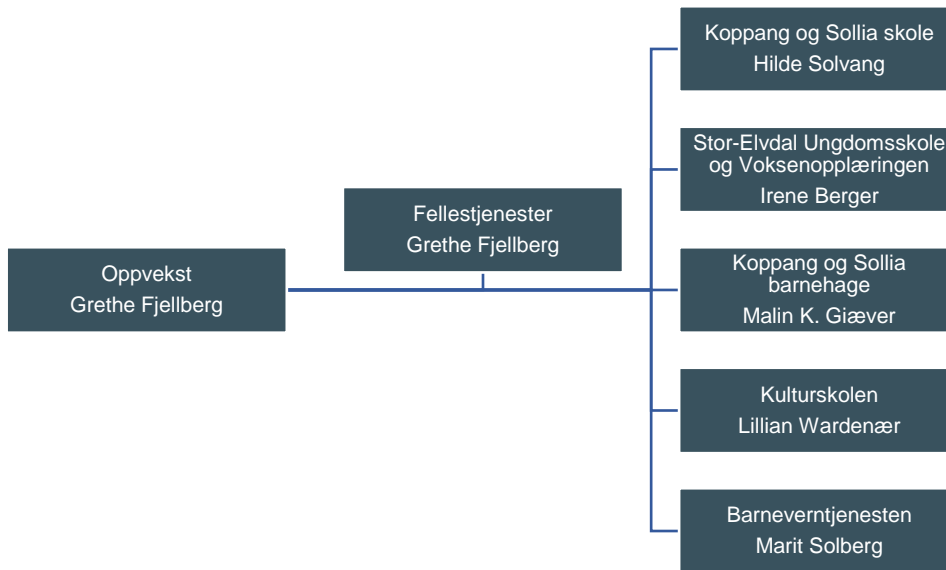 Oppvekst
Grethe Fjellberg
Fellestjenester
Grethe Fjellberg
Koppang og Sollia skole
Hilde Solvang
Stor-Elvdal Ungdomsskole
og Voksenopplæringen
Irene Berger
Koppang og Sollia
barnehage
Malin K. Giæver
Kulturskolen
Lillian Wardenær
Barneverntjenesten
Marit Solberg